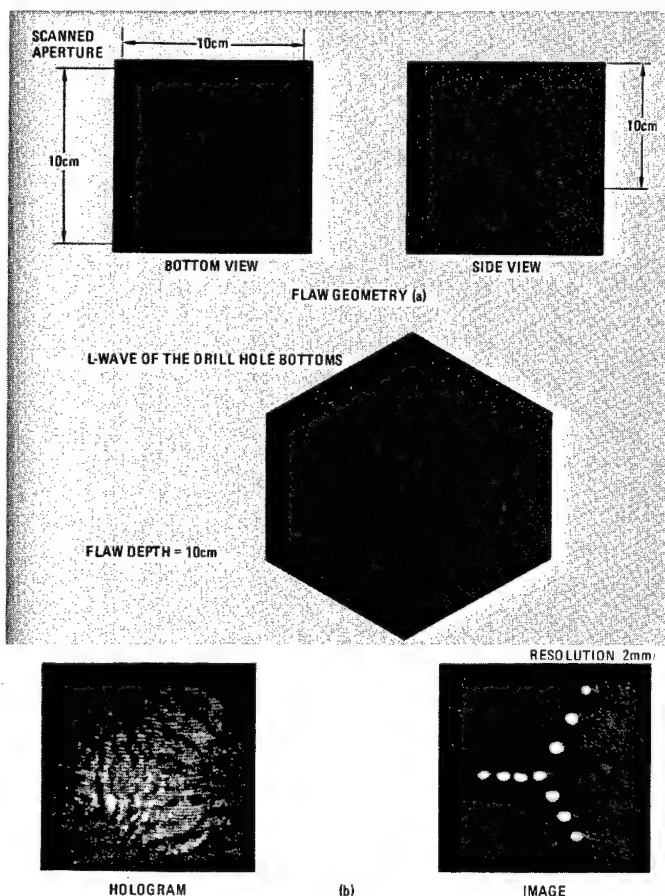 SCANNED
APERTURE
10cm
10cm
10cm
BOTTOM VIEW
SIDE VIEW
FLAW GEOMETRY (a)
L-WAVE OF THE DRILL HOLE BOTTOMS
FLAW DEPTH = 10cm
RESOLUTION 2mm
HOLOGRAM
(b)
IMAGE